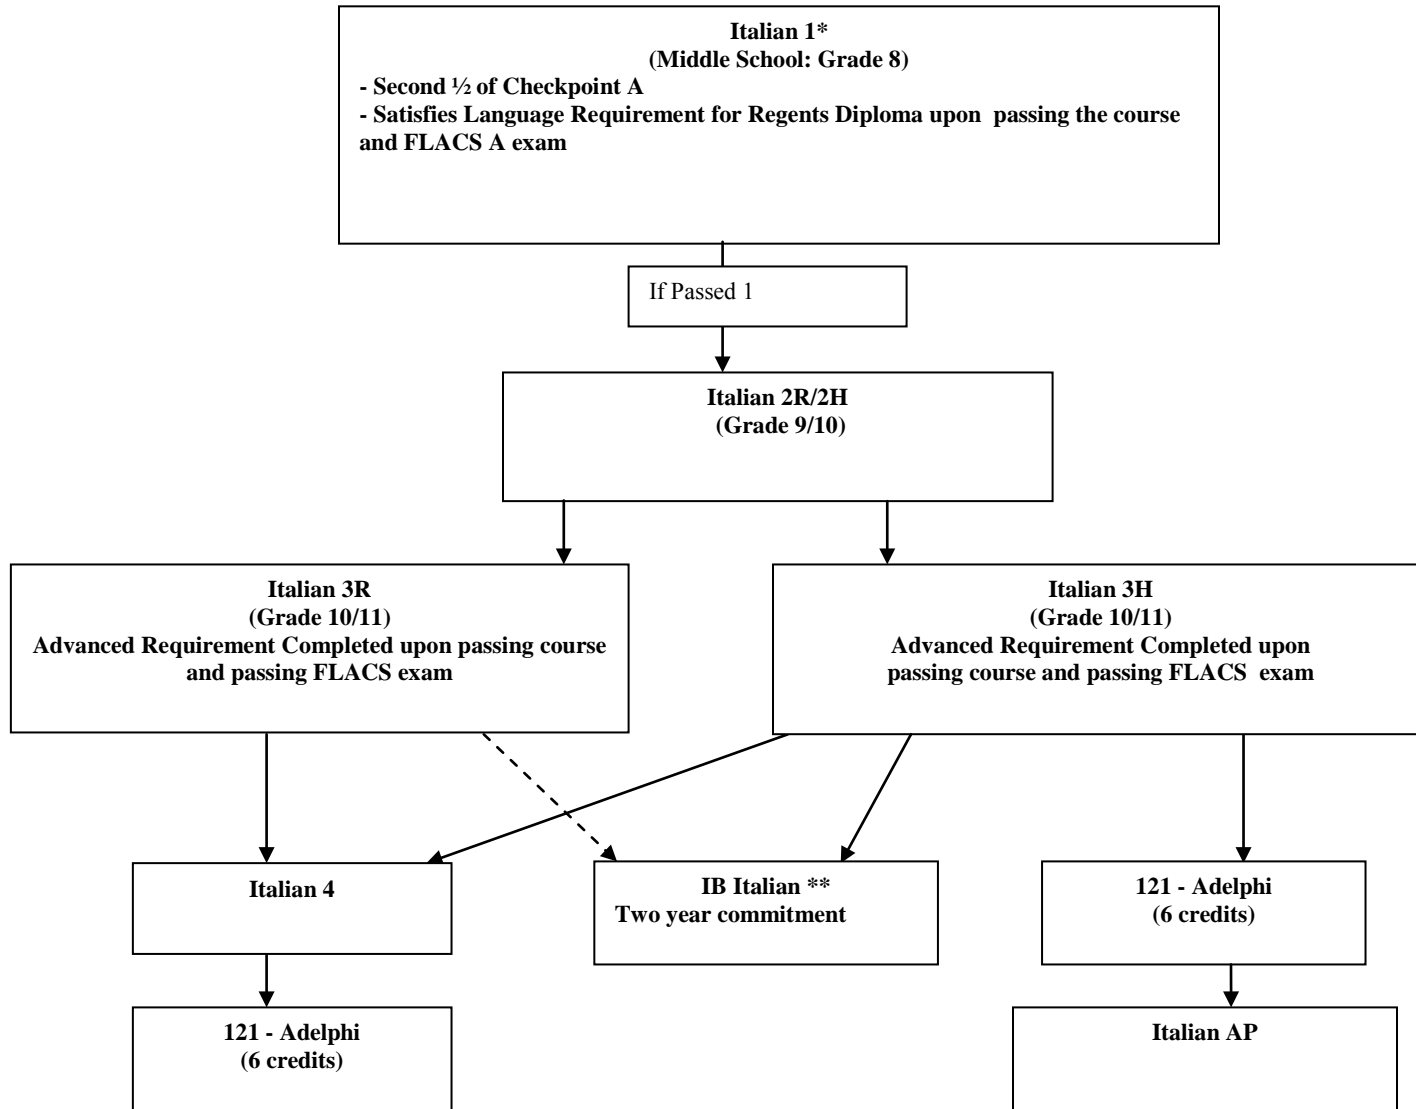 Italian 1*
(Middle School: Grade 8)
- Second ½ of Checkpoint A
- Satisfies Language Requirement for Regents Diploma upon  passing the course
and FLACS A exam
If Passed 1
Italian 2R/2H
(Grade 9/10)
Italian 3R
(Grade 10/11)
Advanced Requirement Completed upon passing course
and passing FLACS exam
Italian 3H
(Grade 10/11)
Advanced Requirement Completed upon
passing course and passing FLACS  exam
Italian 4
IB Italian **
Two year commitment
121 - Adelphi
(6 credits)
121 - Adelphi
(6 credits)
Italian AP